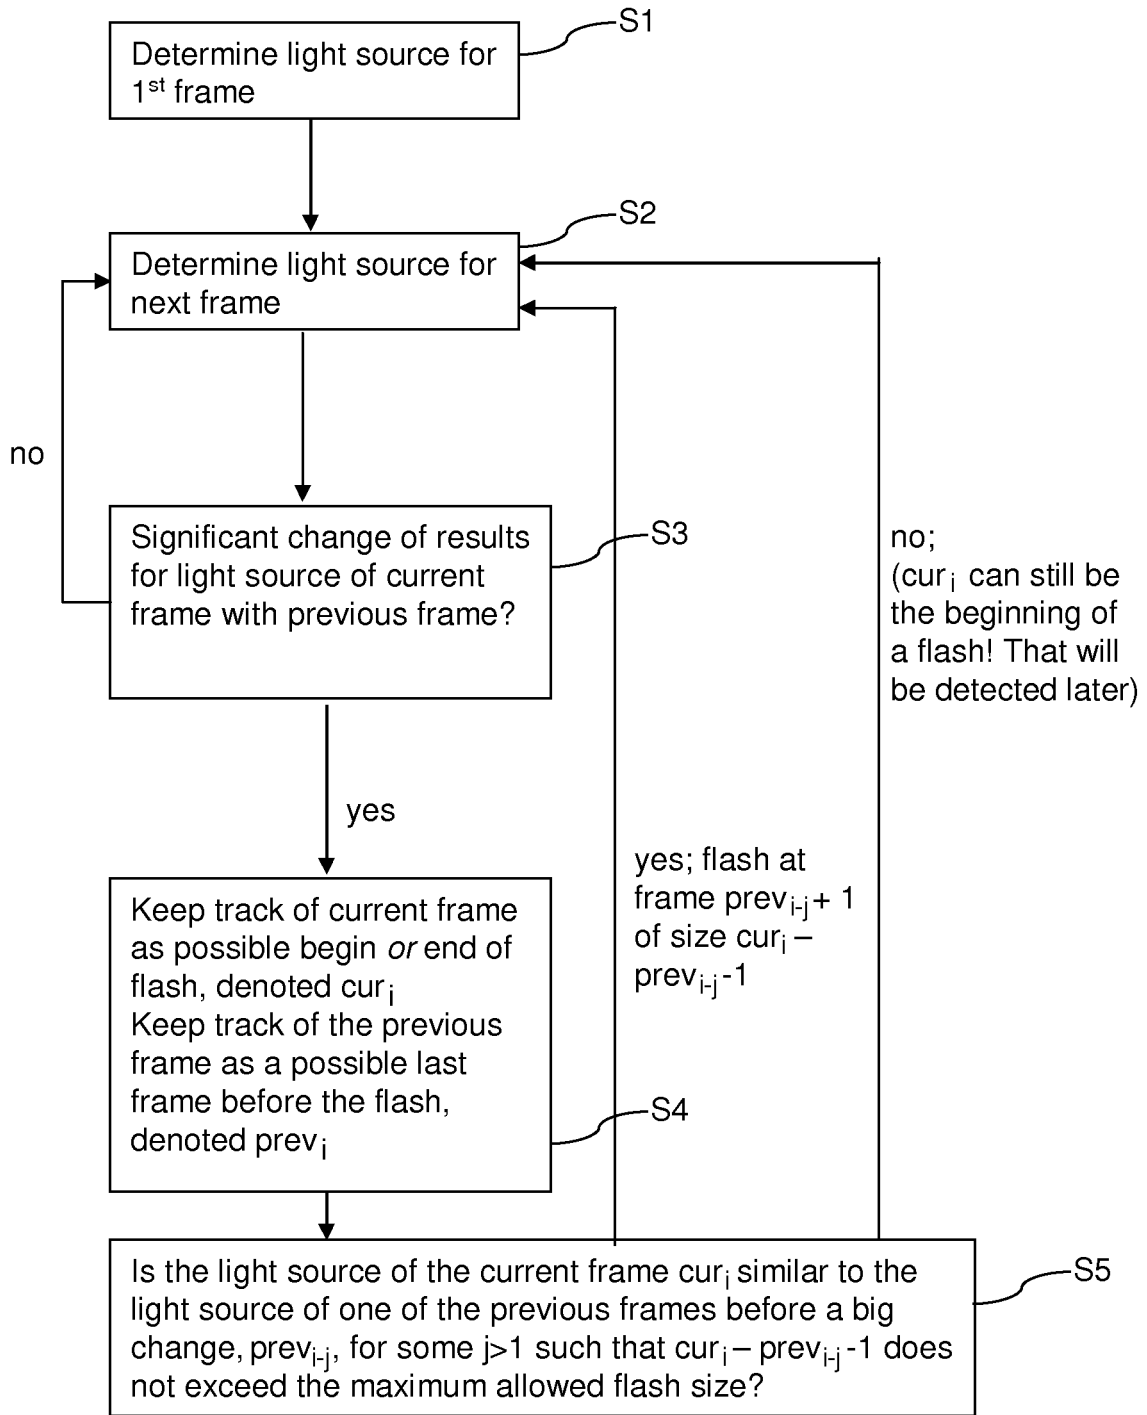 S1
Determine light source for
1st frame
S2
Determine light source for
next frame
no
Significant change of results
for light source of current
frame with previous frame?
S3
no;
(curi can still be
the beginning of
a flash! That will
be detected later)
yes
yes; flash at
frame previ-j+ 1
of size curi –
previ-j-1
Keep track of current frame
as possible begin or end of
flash, denoted curi
Keep track of the previous
frame as a possible last
frame before the flash,
denoted previ
S4
Is the light source of the current frame curi similar to the
light source of one of the previous frames before a big
change, previ-j, for some j>1 such that curi – previ-j -1 does
not exceed the maximum allowed flash size?
S5